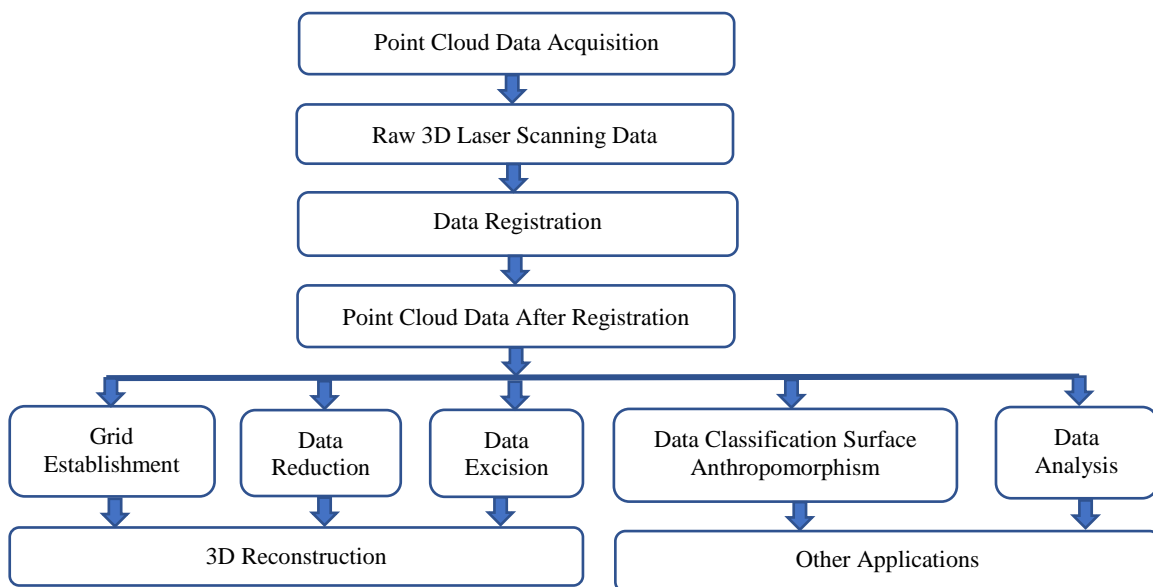 Point Cloud Data Acquisition
Raw 3D Laser Scanning Data
Data Registration
Point Cloud Data After Registration
Grid
Establishment
Data
Reduction
Data
Excision
Data Classification Surface
Anthropomorphism
Data
Analysis
3D Reconstruction
Other Applications